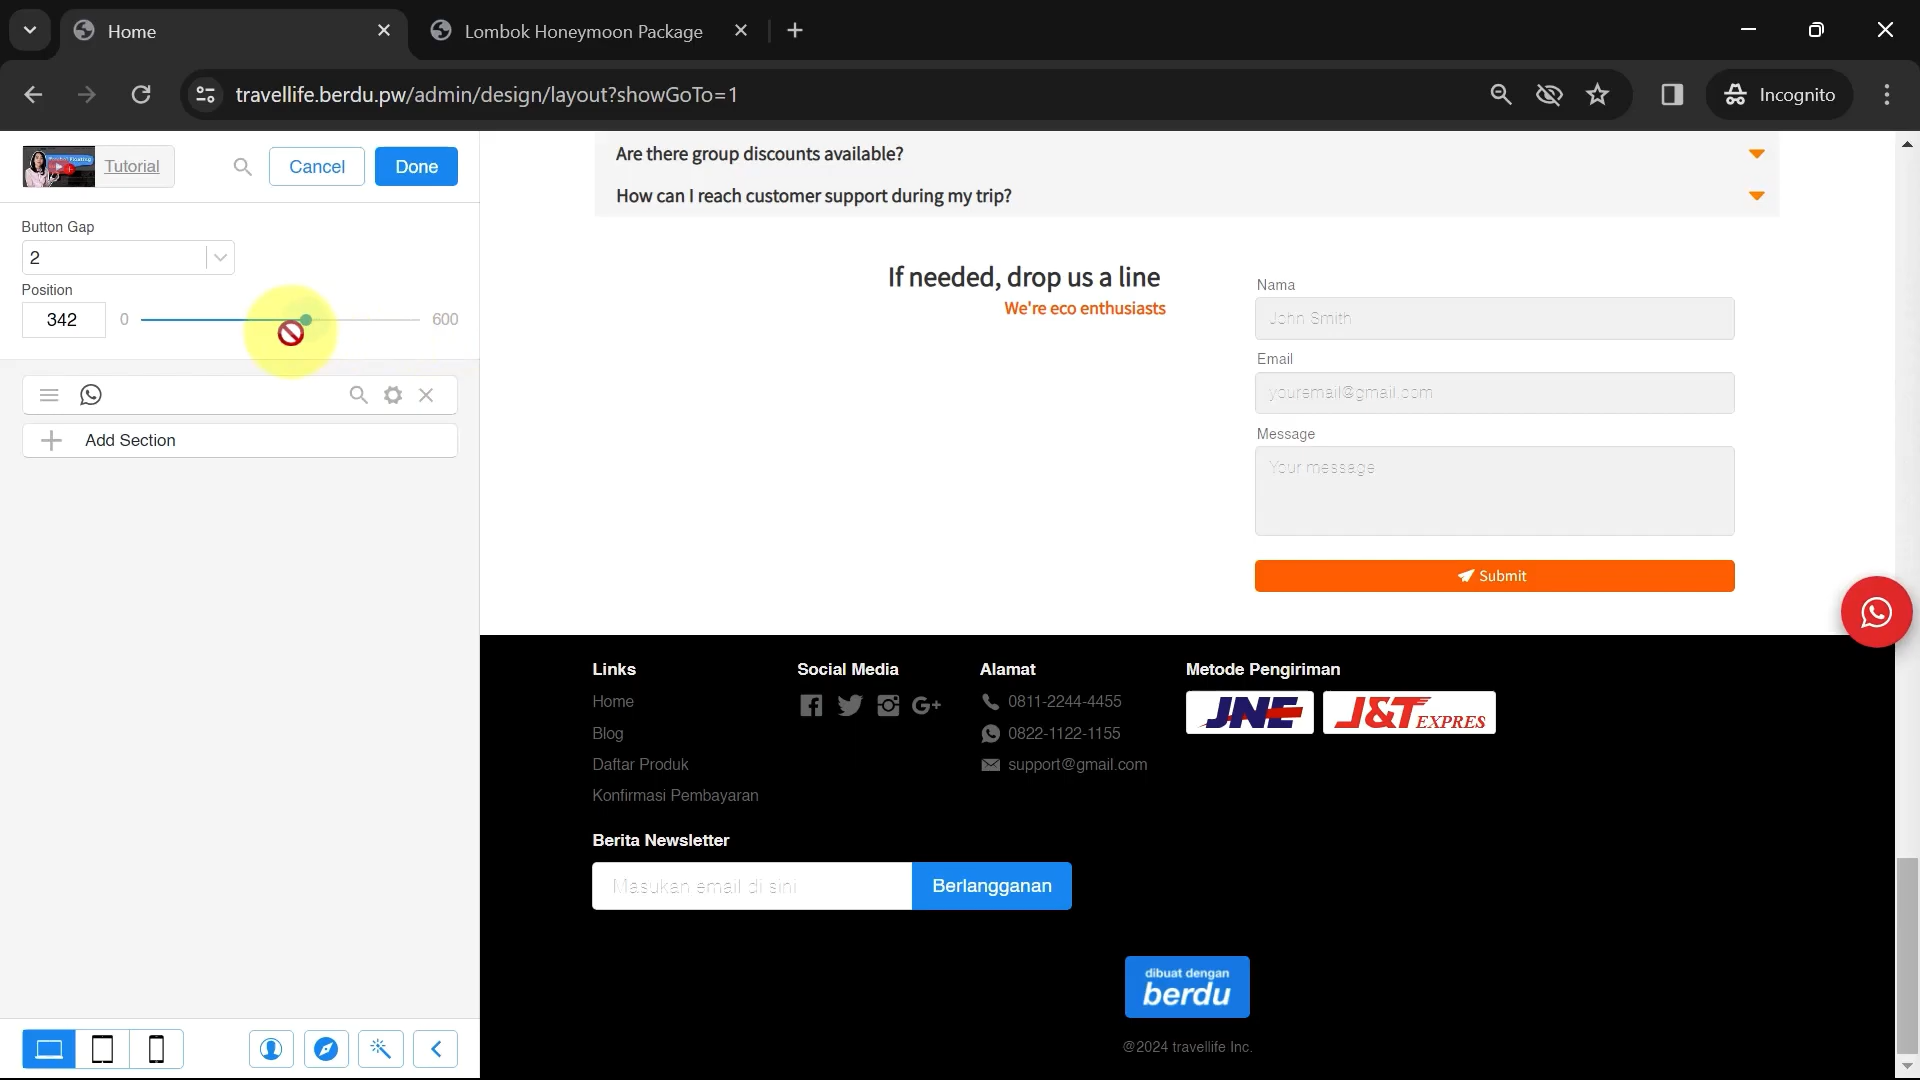 Home
Lombok Honeymoon Package
travellife.berdu.pw/admin/design/layout?showGoTo=1
Incognito
Tutorial
Cancel
Done
Button Gap
2
Position
342
0
600
Add Section
Are there group discounts available?
How can I reach customer support during my trip?
If needed, drop us a line
We're eco enthusiasts
Nama
John Smith
Email
youremail@gmail.com
Message
Your message
Submit
Links
Home
Blog
Daftar Produk
Konfirmasi Pembayaran
Social Media
Alamat
0811-2244-4455
0822-1122-1155
support@gmail.com
Metode Pengiriman
JNE
J&T EXPRES
Berita Newsletter
Masukan email di sini
Berlangganan
dibuat dengan
berdu
@2024 travellife Inc.